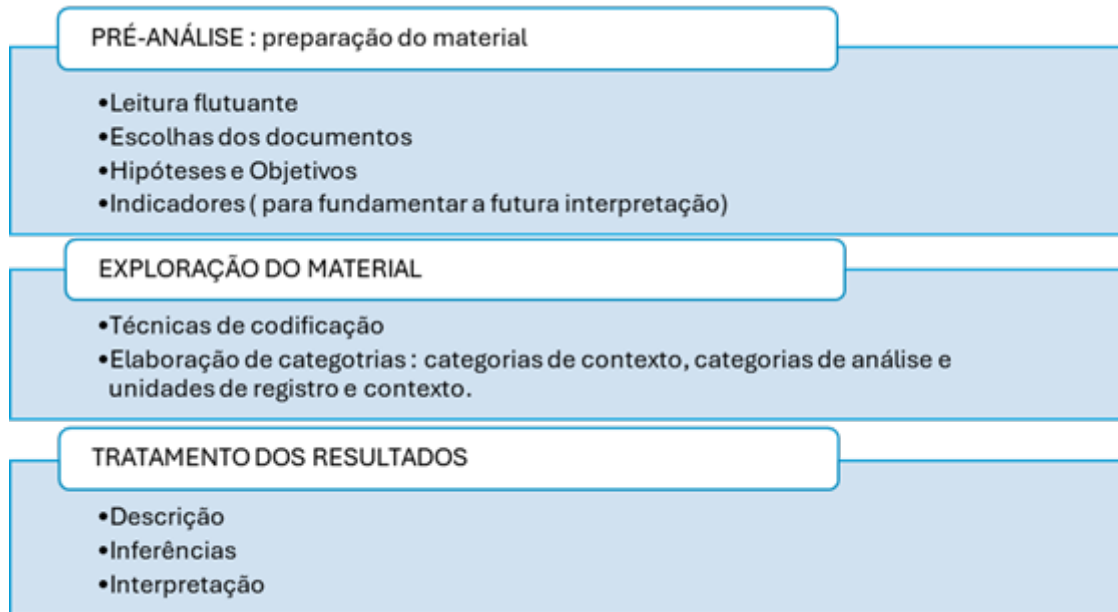 PRÉ-ANÁLISE : preparação do material
•Leitura flutuante
•Escolhas dos documentos
•Hipóteses e Objetivos
•Indicadores ( para fundamentar a futura interpretação)
EXPLORAÇÃO DO MATERIAL
•Técnicas de codificação
•Elaboração de categotrias : categorias de contexto, categorias de análise e
unidades de registro e contexto.
TRATAMENTO DOS RESULTADOS
•Descrição
•Inferências
•Interpretação